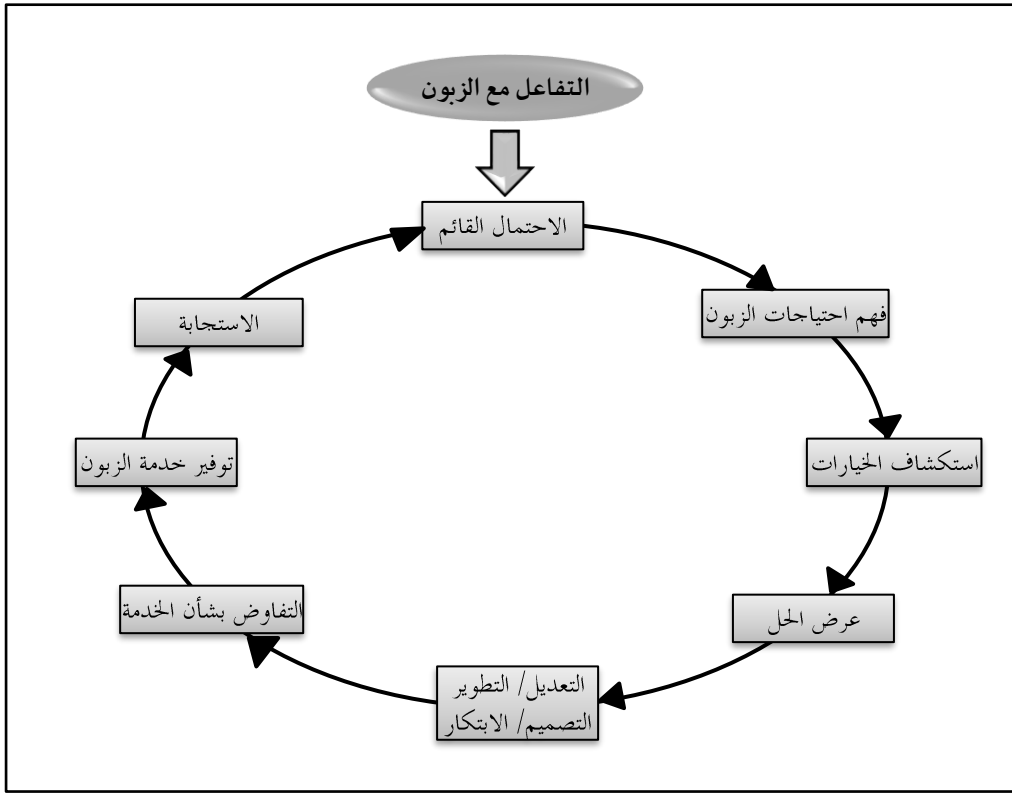 التفاعل مع الزبون
الاحتمال القائم
فهم احتياجات الزبون
استكشاف الخيارات
عرض الحل
التعديل/ التطوير
التصميم/ الابتكار
التفاوض بشأن الخدمة
توفير خدمة الزبون
الاستجابة